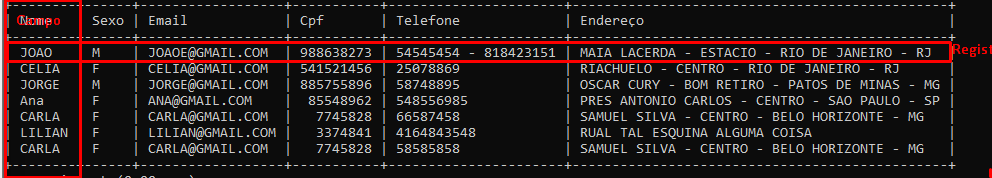 +--------+------+------------------+-----------+----------------------+----------------------------------------------+
| Nome | Sexo | Email | Cpf | Telefone | Endereço |
Campo
+--------+------+------------------+-----------+----------------------+----------------------------------------------+
| JOAO | M | JOAOE@GMAIL.COM | 988638273 | 54545454 - 818423151 | MAIA LACERDA - ESTACIO - RIO DE JANEIRO - RJ | Regist
| CELIA | F | CELIA@GMAIL.COM | 541521456 | 25078869 | RIACHUELO - CENTRO - RIO DE JANEIRO - RJ |
| JORGE | M | JORGE@GMAIL.COM | 885755896 | 58748895 | OSCAR CURY - BOM RETIRO - PATOS DE MINAS - MG |
| Ana | F | ANA@GMAIL.COM | 85548962 | 548556985 | PRES ANTONIO CARLOS - CENTRO - SAO PAULO - SP |
| CARLA | F | CARLA@GMAIL.COM | 7745828 | 66587458 | SAMUEL SILVA - CENTRO - BELO HORIZONTE - MG |
| LILIAN | F | LILIAN@GMAIL.COM | 3374841 | 4164843548 | RUAL TAL ESQUINA ALGUMA COISA |
| CARLA | F | CARLA@GMAIL.COM | 7745828 | 58585858 | SAMUEL SILVA - CENTRO - BELO HORIZONTE - MG |
+--------+------+------------------+-----------+----------------------+----------------------------------------------+